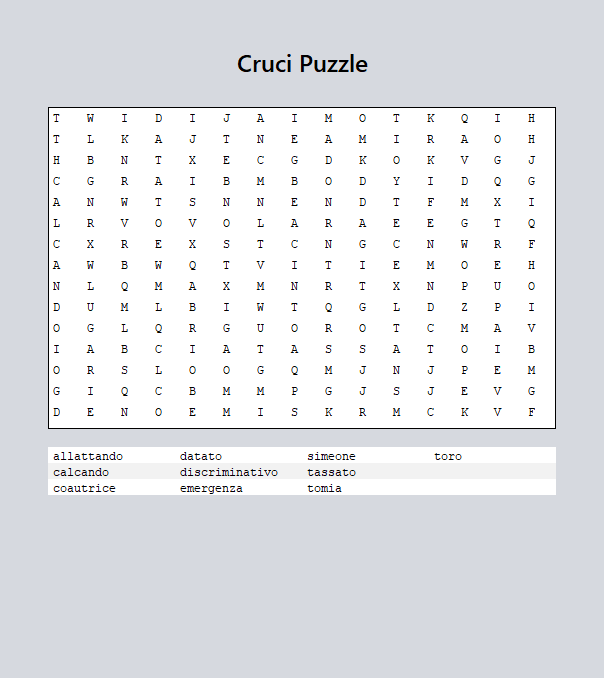 Cruci Puzzle
T W I D I J A I M O T K Q I H
T L K A J T N E A M I R A O H
H B N T X E C G D K O K V G J
C G R A I B M B O D Y I D Q G
A N W T S N N E N D T F M X I
L R V O V O L A R A E E G T Q
C X R E X S T C N G C N W R F
A W B W Q T V I T I E M O E H
N L Q M A X M N R T X N P U O
D U M L B I W T Q G L D Z P I
O G L Q R G U O R O T C M A V
I A B C I A T A S S A T O I B
O R S L O O G Q M J N J P E M
G I Q C B M M P G J S J E V G
D E N O E M I S K R M C K V F
allattando datato simeone toro
calcando discriminativo tassato
coautrice emergenza tomia